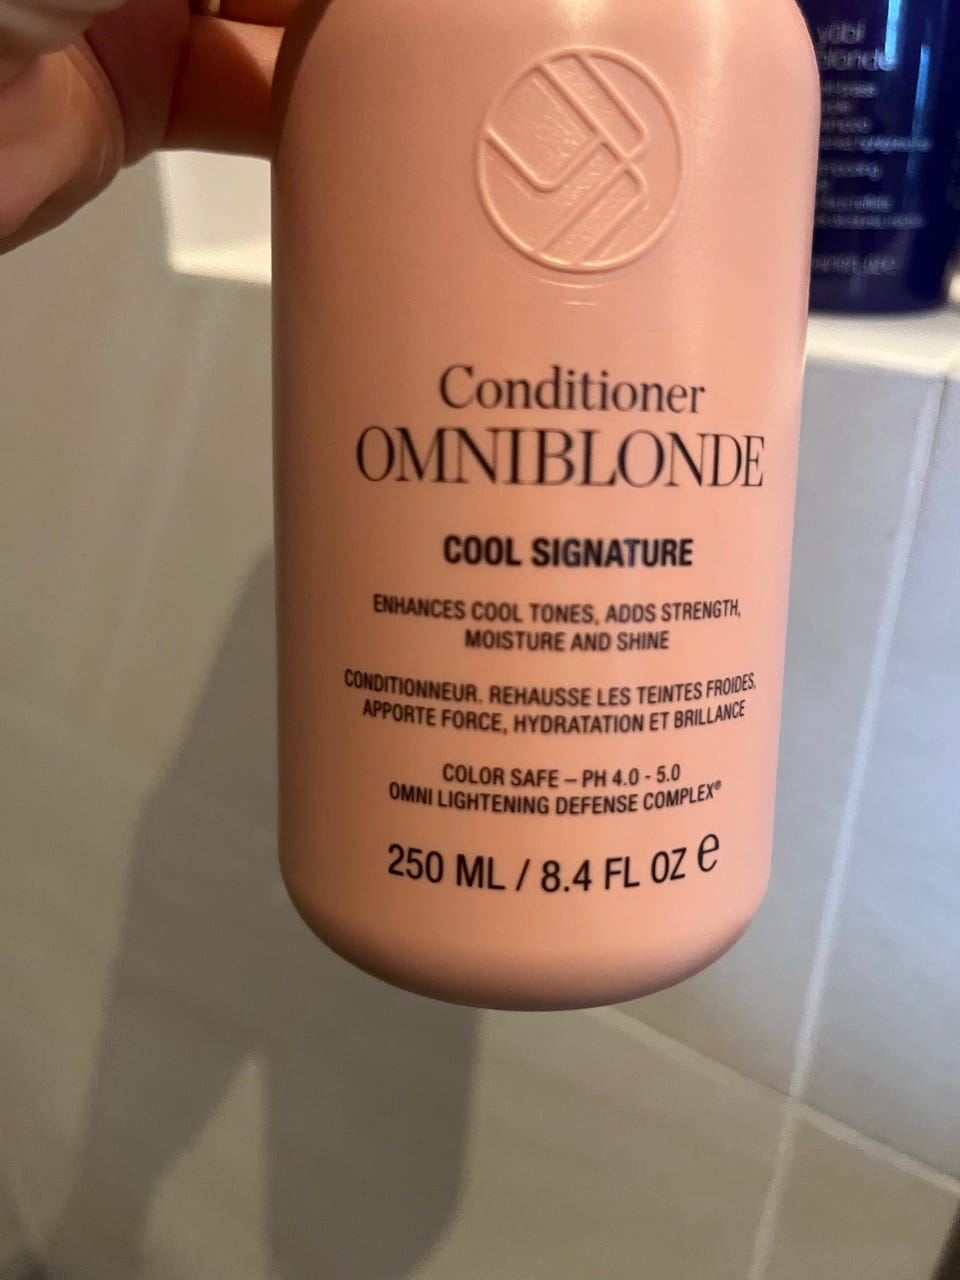 Conditioner
OMNIBLONDE
COOL SIGNATURE
ENHANCES COOL TONES, ADDS STRENGTH,
MOISTURE AND SHINE
CONDITIONNEUR. REHAUSSE LES TEINTES FROIDES,
APPORTE FORCE, HYDRATATION ET BRILLANCE
COLOR SAFE – PH 4.0 - 5.0
OMNI LIGHTENING DEFENSE COMPLEX®
250 ML / 8.4 FL OZ e